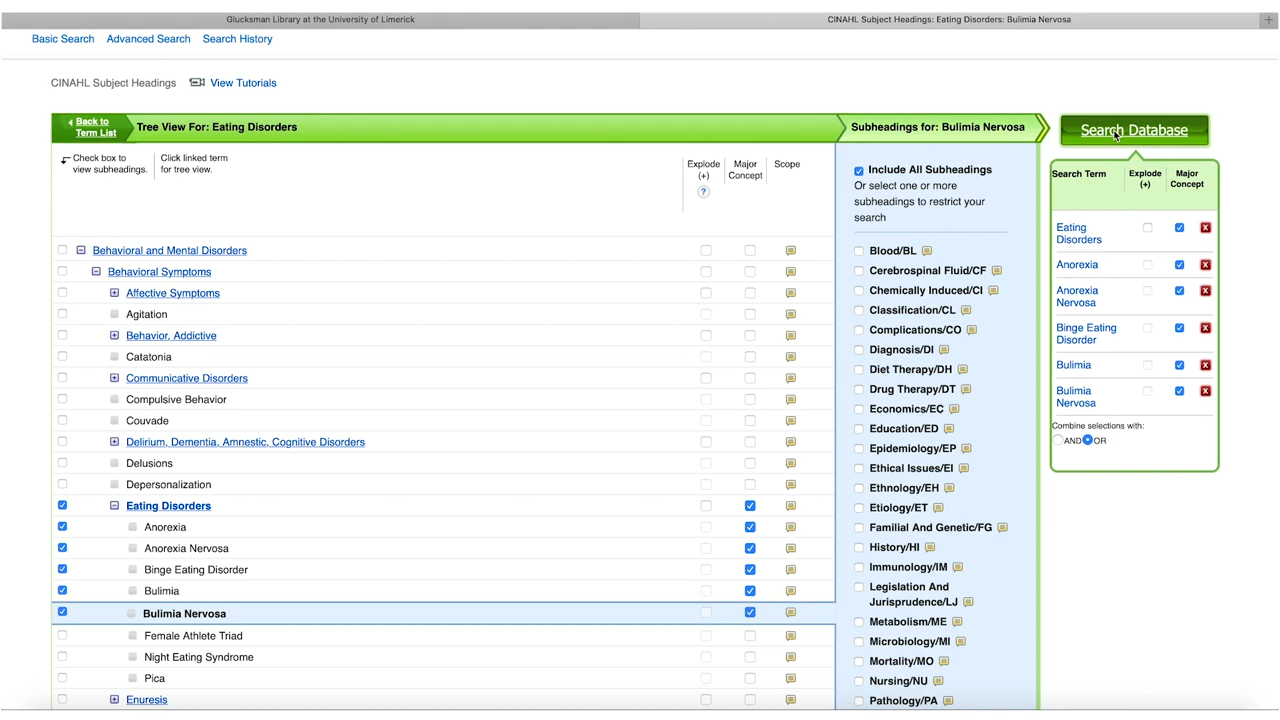 Glucksman Library at the University of Limerick
CINAHL Subject Headings: Eating Disorders: Bulimia Nervosa
Basic Search Advanced Search Search History
CINAHL Subject Headings View Tutorials
Back to
Term List
Tree View For: Eating Disorders
Subheadings for: Bulimia Nervosa
Search Database
Check box to
view subheadings.
Click linked term
for tree view.
Explode
(+)
?
Major
Concept
Scope
Behavioral and Mental Disorders
Behavioral Symptoms
Affective Symptoms
Agitation
Behavior, Addictive
Catatonia
Communicative Disorders
Compulsive Behavior
Couvade
Delirium, Dementia, Amnestic, Cognitive Disorders
Delusions
Depersonalization
Eating Disorders
Anorexia
Anorexia Nervosa
Binge Eating Disorder
Bulimia
Bulimia Nervosa
Female Athlete Triad
Night Eating Syndrome
Pica
Enuresis
Include All Subheadings
Or select one or more
subheadings to restrict your
search
Blood/BL
Cerebrospinal Fluid/CF
Chemically Induced/CI
Classification/CL
Complications/CO
Diagnosis/DI
Diet Therapy/DH
Drug Therapy/DT
Economics/EC
Education/ED
Epidemiology/EP
Ethical Issues/EI
Ethnology/EH
Etiology/ET
Familial And Genetic/FG
History/HI
Immunology/IM
Legislation And
Jurisprudence/LJ
Metabolism/ME
Microbiology/MI
Mortality/MO
Nursing/NU
Pathology/PA
Search Term
Explode
(+)
Major
Concept
Eating
Disorders
Anorexia
Anorexia
Nervosa
Binge Eating
Disorder
Bulimia
Bulimia
Nervosa
Combine selections with:
AND OR